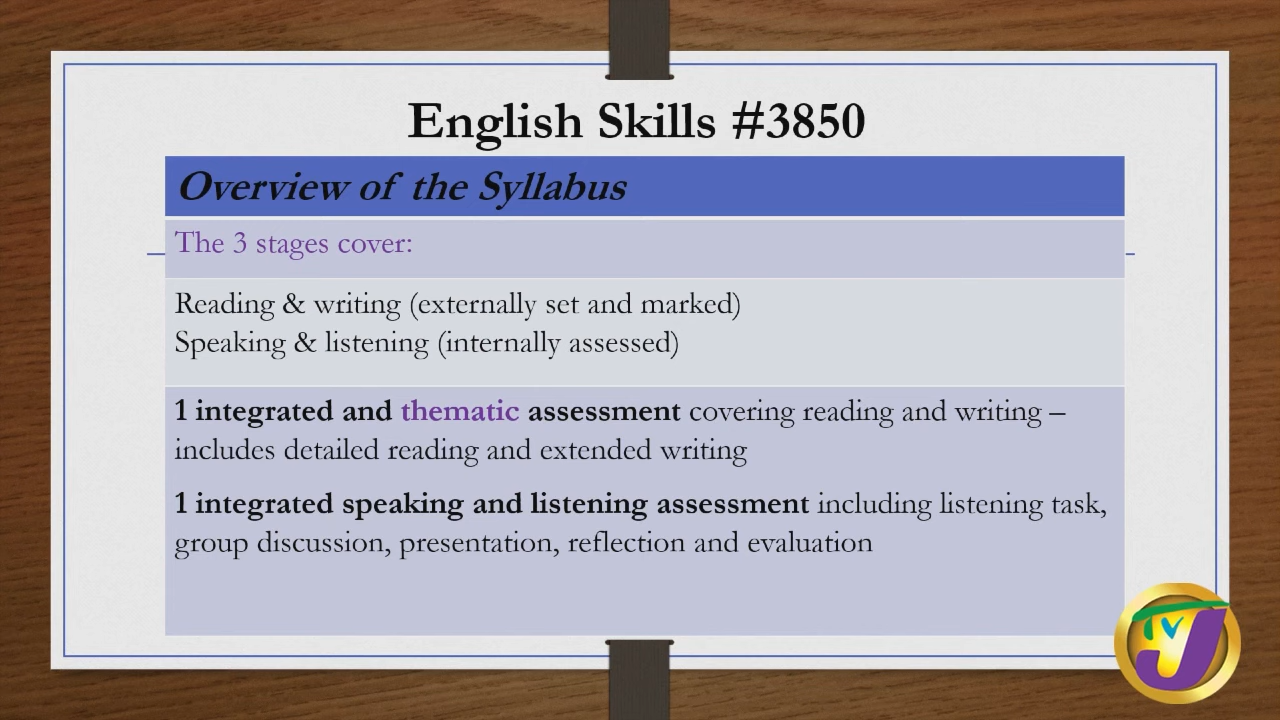 English Skills #3850
Overview of the Syllabus
The 3 stages cover:
Reading & writing (externally set and marked)
Speaking & listening (internally assessed)
1 integrated and thematic assessment covering reading and writing –
includes detailed reading and extended writing
1 integrated speaking and listening assessment including listening task,
group discussion, presentation, reflection and evaluation
TVJ